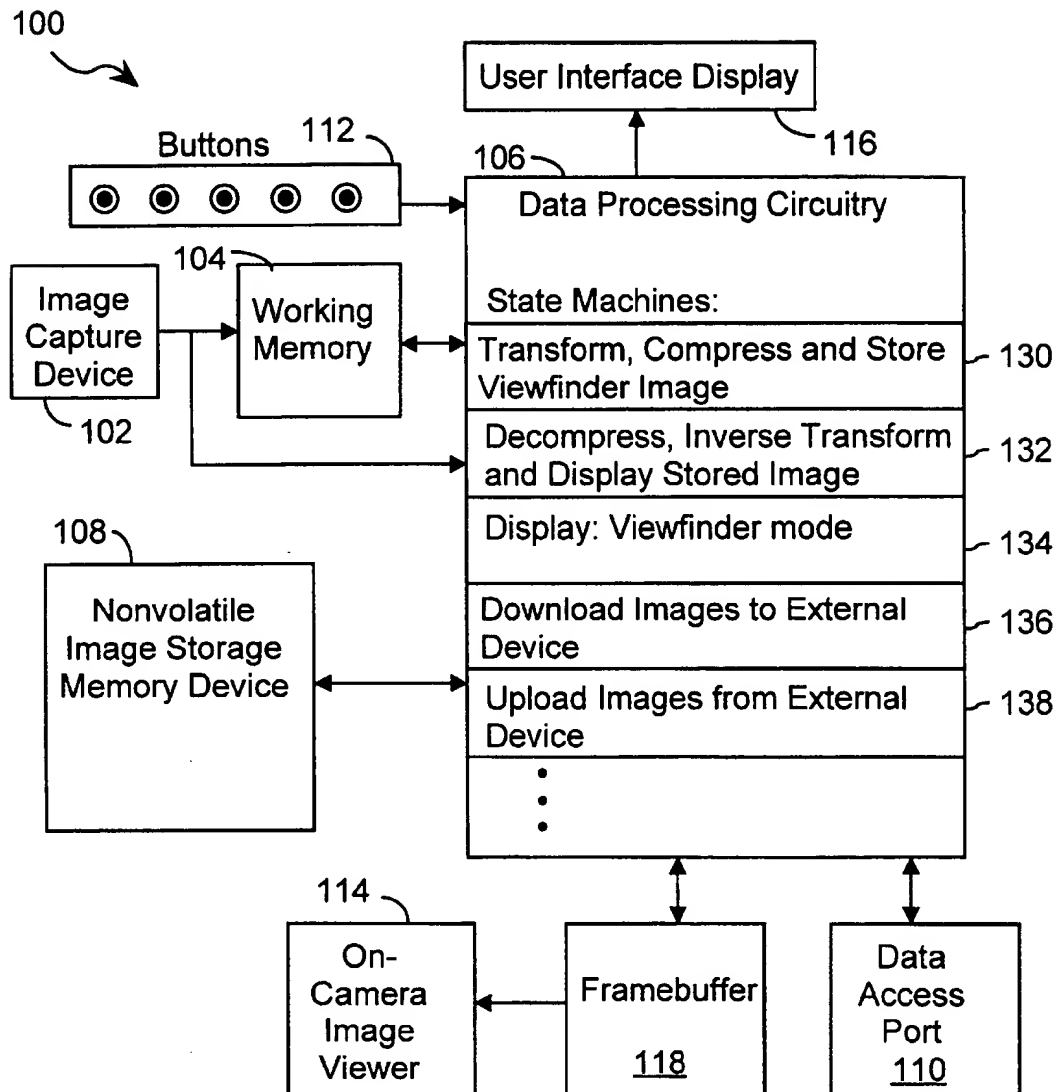 100
User Interface Display
116
Buttons
112
106
Data Processing Circuitry
104
Image
Capture
Device
102
Working
Memory
State Machines:
Transform, Compress and Store
Viewfinder Image
130
Decompress, Inverse Transform
and Display Stored Image
132
Display: Viewfinder mode
134
108
Nonvolatile
Image Storage
Memory Device
Download Images to External
Device
136
Upload Images from External
Device
138
114
On-
Camera
Image
Viewer
Framebuffer
118
Data
Access
Port
110